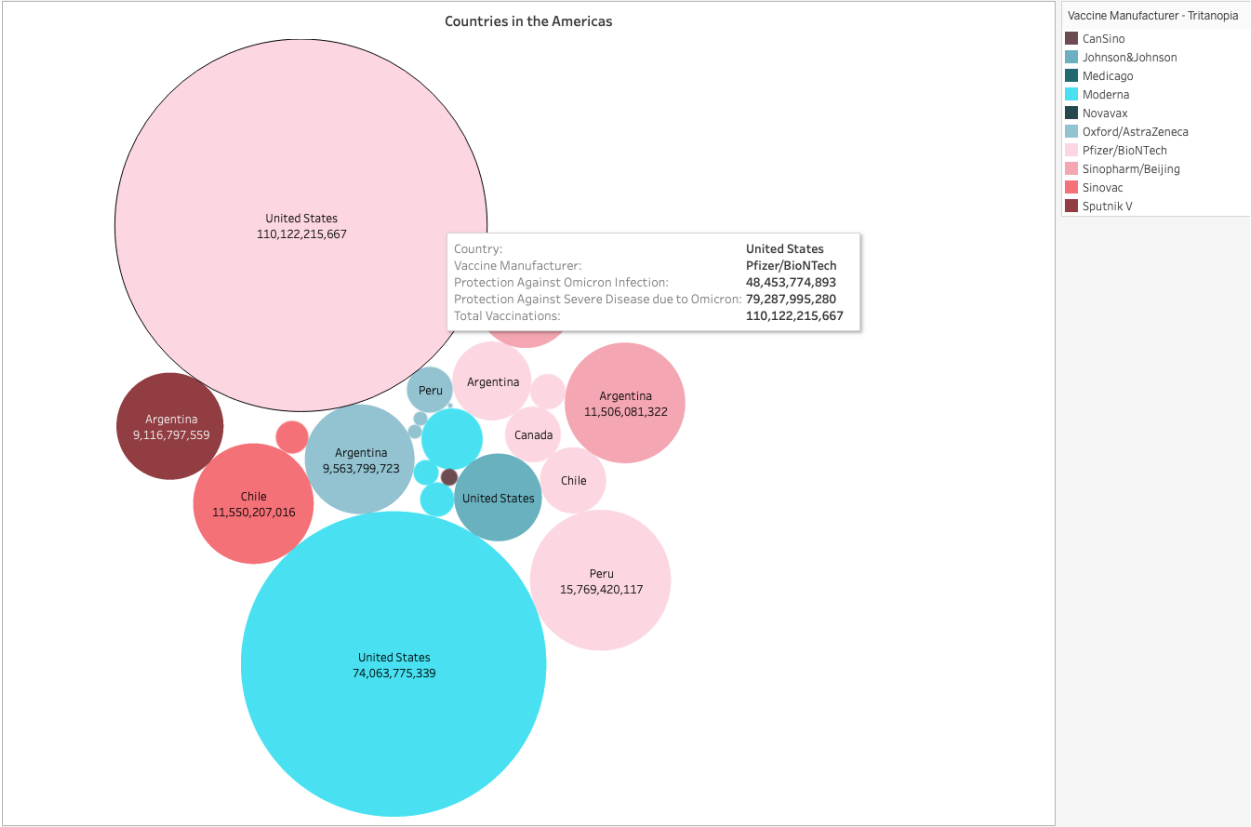 Countries in the Americas
Vaccine Manufacturer - Tritanopia
CanSino
Johnson&Johnson
Medicago
Moderna
Novavax
Oxford/AstraZeneca
Pfizer/BioNTech
Sinopharm/Beijing
Sinovac
Sputnik V
United States
110,122,215,667
Country: United States
Vaccine Manufacturer: Pfizer/BioNTech
Protection Against Omicron Infection: 48,453,774,893
Protection Against Severe Disease due to Omicron: 79,287,995,280
Total Vaccinations: 110,122,215,667
Peru
Argentina
Argentina
11,506,081,322
Argentina
9,116,797,559
Canada
Argentina
9,563,799,723
Chile
Chile
11,550,207,016
United States
Peru
15,769,420,117
United States
74,063,775,339